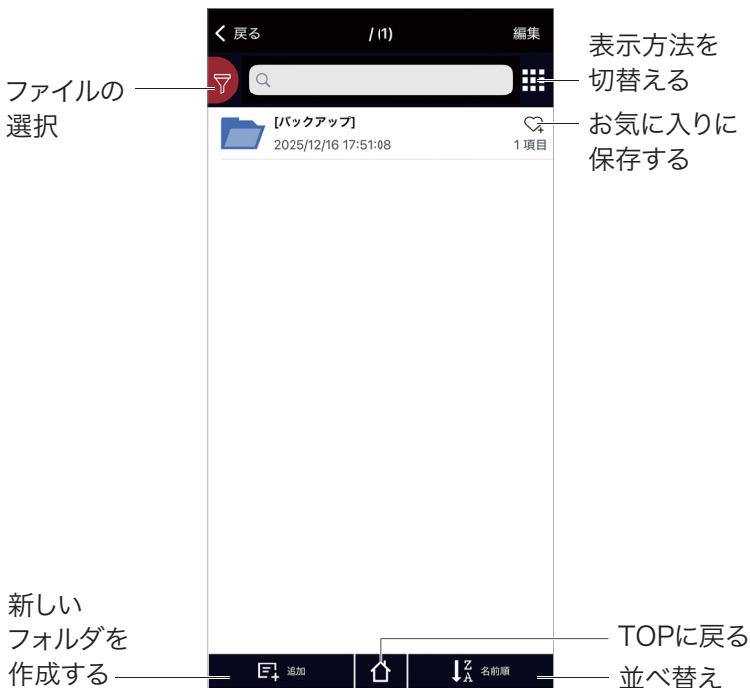 戻る
/ (1)
編集
表示方法を
切替える
ファイルの
選択
[バックアップ]
2025/12/16 17:51:08
1 項目
お気に入りに
保存する
新しい
フォルダを
作成する
追加
Z
A
名前順
TOPに戻る
並べ替え